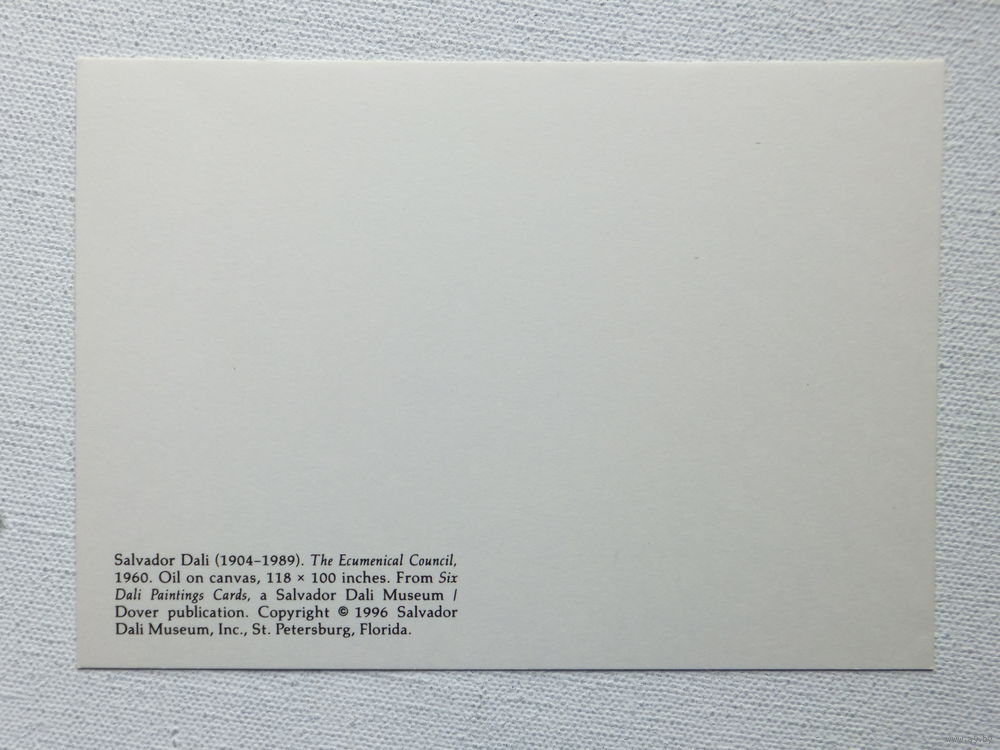 Salvador Dali (1904–1989). The Ecumenical Council,
1960. Oil on canvas, 118 × 100 inches. From Six
Dali Paintings Cards, a Salvador Dali Museum /
Dover publication. Copyright © 1996 Salvador
Dali Museum, Inc., St. Petersburg, Florida.